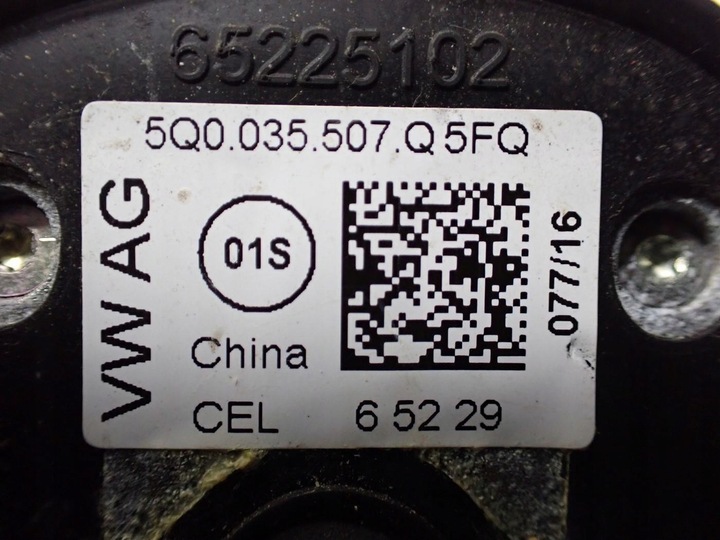 65225102
5Q0.035.507.Q 5FQ
VW AG
01S
077/16
China
CEL 6 52 29